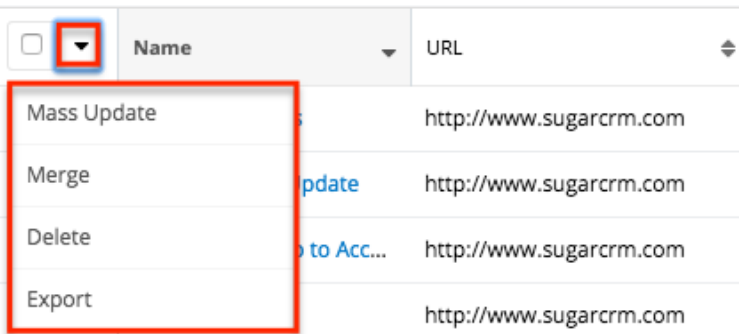 Name URL
Mass Update s http://www.sugarcrm.com
Merge pdate http://www.sugarcrm.com
Delete to Acc... http://www.sugarcrm.com
Export http://www.sugarcrm.com